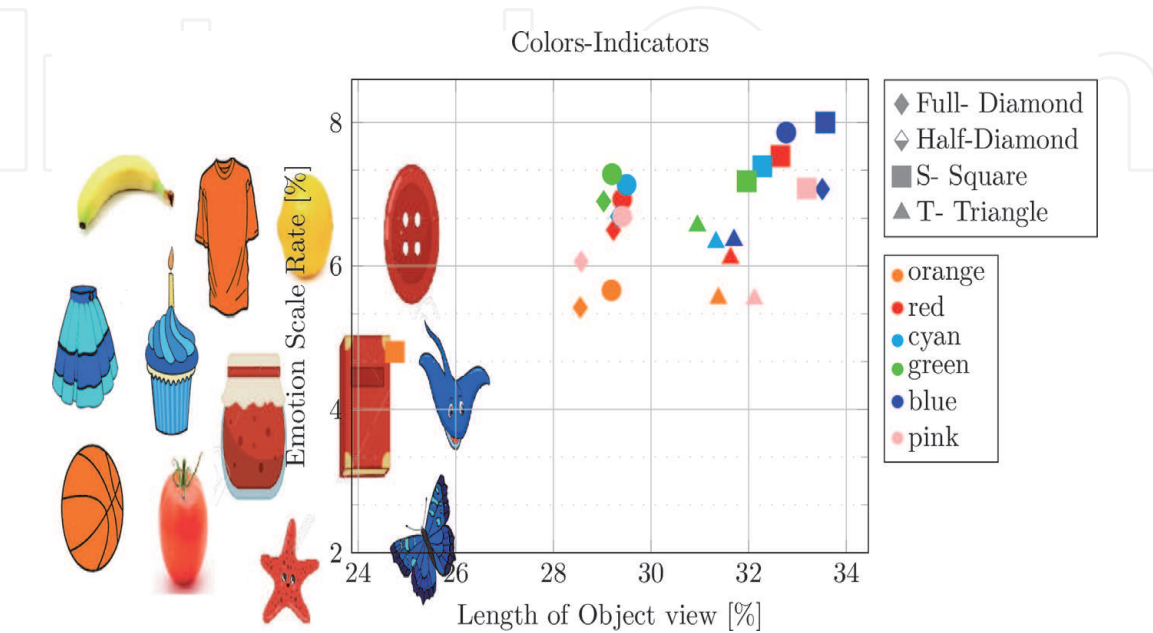 Colors-Indicators
Emotion Scale Rate [%]
8
6
4
2
24 26 28 30 32 34
Length of Object view [%]
Full- Diamond
Half-Diamond
S- Square
T- Triangle
orange
red
cyan
green
blue
pink